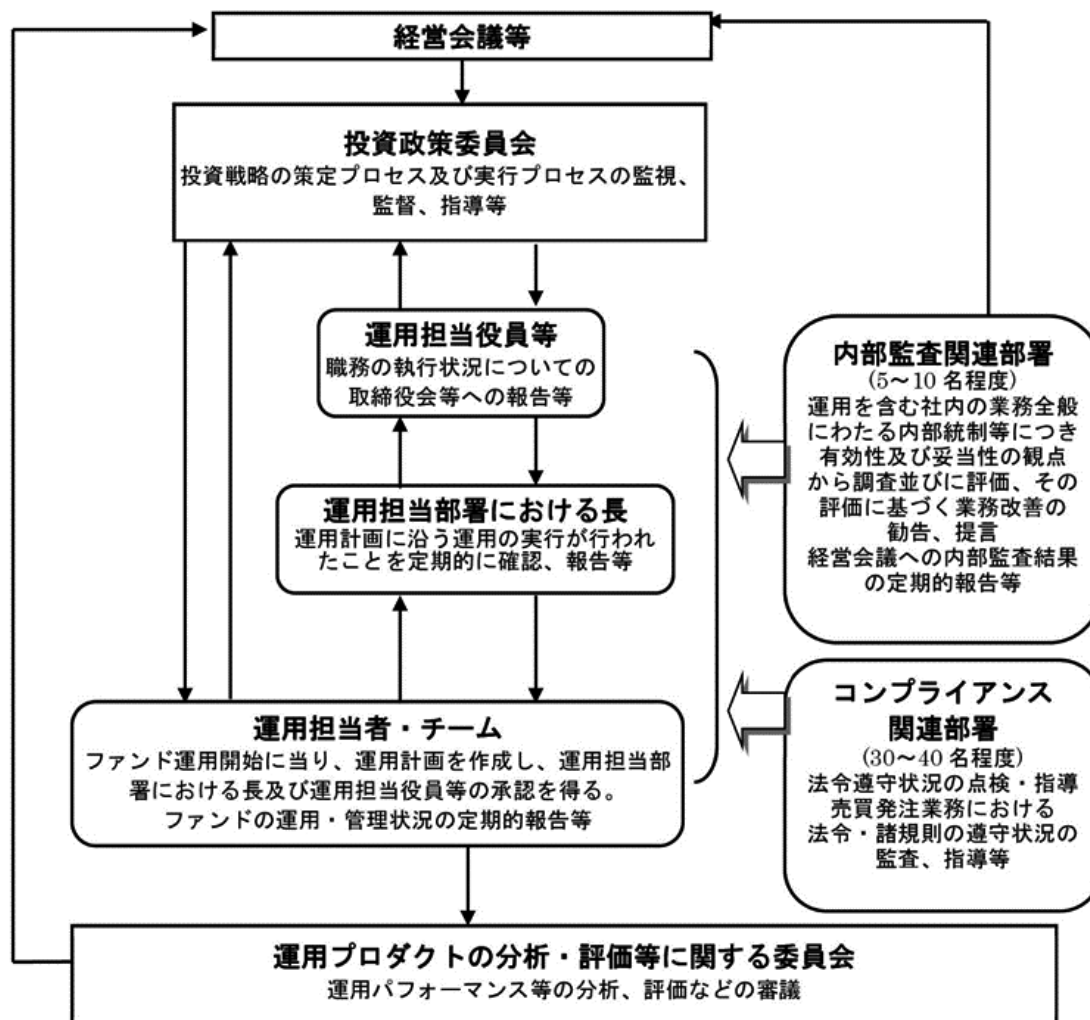 経営会議等
投資政策委員会
投資戦略の策定プロセス及び実行プロセスの監視、
監督、指導等
運用担当役員等
職務の執行状況についての
取締役会等への報告等
運用担当部署における長
運用計画に沿う運用の実行が行われ
たことを定期的に確認、報告等
運用担当者・チーム
ファンド運用開始に当り、運用計画を作成し、運用担当部
署における長及び運用担当役員等の承認を得る。
ファンドの運用・管理状況の定期的報告等
内部監査関連部署
(5～10 名程度)
運用を含む社内の業務全般
にわたる内部統制等につき
有効性及び妥当性の観点
から調査並びに評価、その
評価に基づく業務改善の
勧告、提言
経営会議への内部監査結果
の定期的報告等
コンプライアンス
関連部署
(30～40 名程度)
法令遵守状況の点検・指導
売買発注業務における
法令・諸規則の遵守状況の
監査、指導等
運用プロダクトの分析・評価等に関する委員会
運用パフォーマンス等の分析、評価などの審議